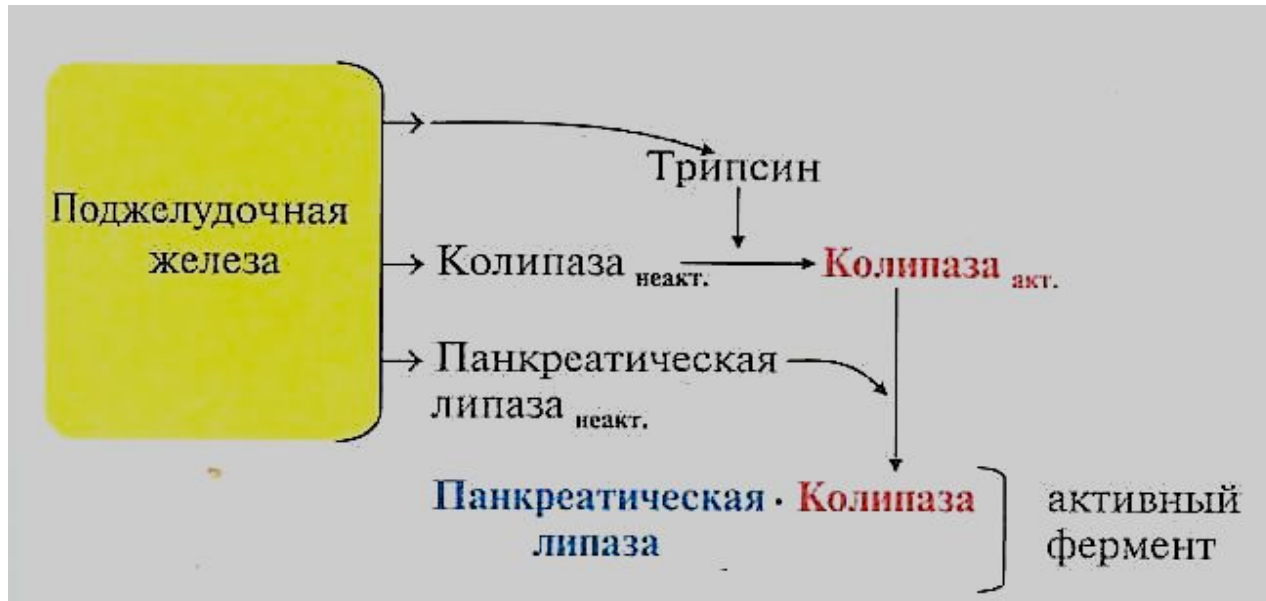 Поджелудочная
железа
Трипсин
Колипаза неакт.
Колипаза акт.
Панкреатическая
липаза неакт.
Панкреатическая · Колипаза
липаза
активный
фермент